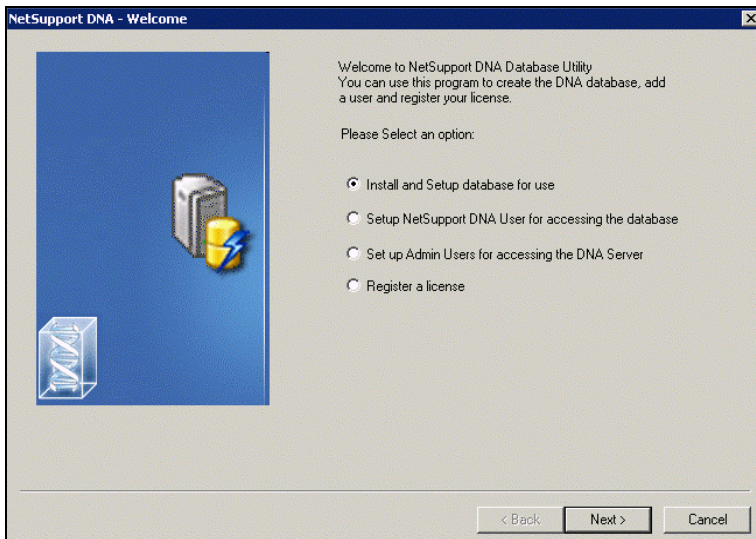 NetSupport DNA - Welcome
Welcome to NetSupport DNA Database Utility
You can use this program to create the DNA database, add
a user and register your license.
Please Select an option:
Install and Setup database for use
Setup NetSupport DNA User for accessing the database
Set up Admin Users for accessing the DNA Server
Register a license
< Back
Next >
Cancel